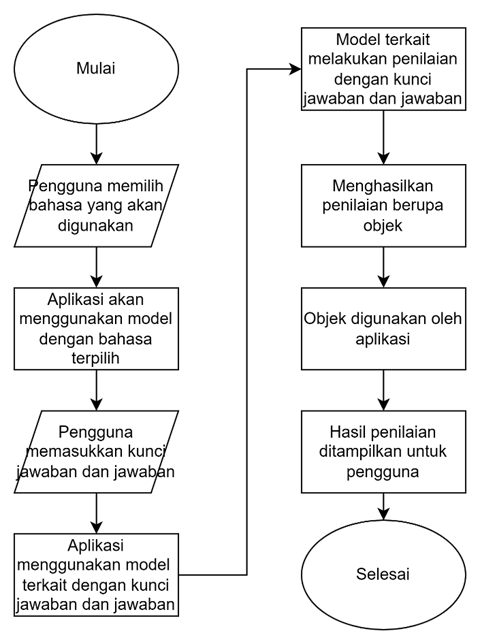 Mulai
Pengguna memilih
bahasa yang akan
digunakan
Aplikasi akan
menggunakan model
dengan bahasa
terpilih
Pengguna
memasukkan kunci
jawaban dan jawaban
Aplikasi
menggunakan model
terkait dengan kunci
jawaban dan jawaban
Model terkait
melakukan penilaian
dengan kunci
jawaban dan jawaban
Menghasilkan
penilaian berupa
objek
Objek digunakan oleh
aplikasi
Hasil penilaian
ditampilkan untuk
pengguna
Selesai